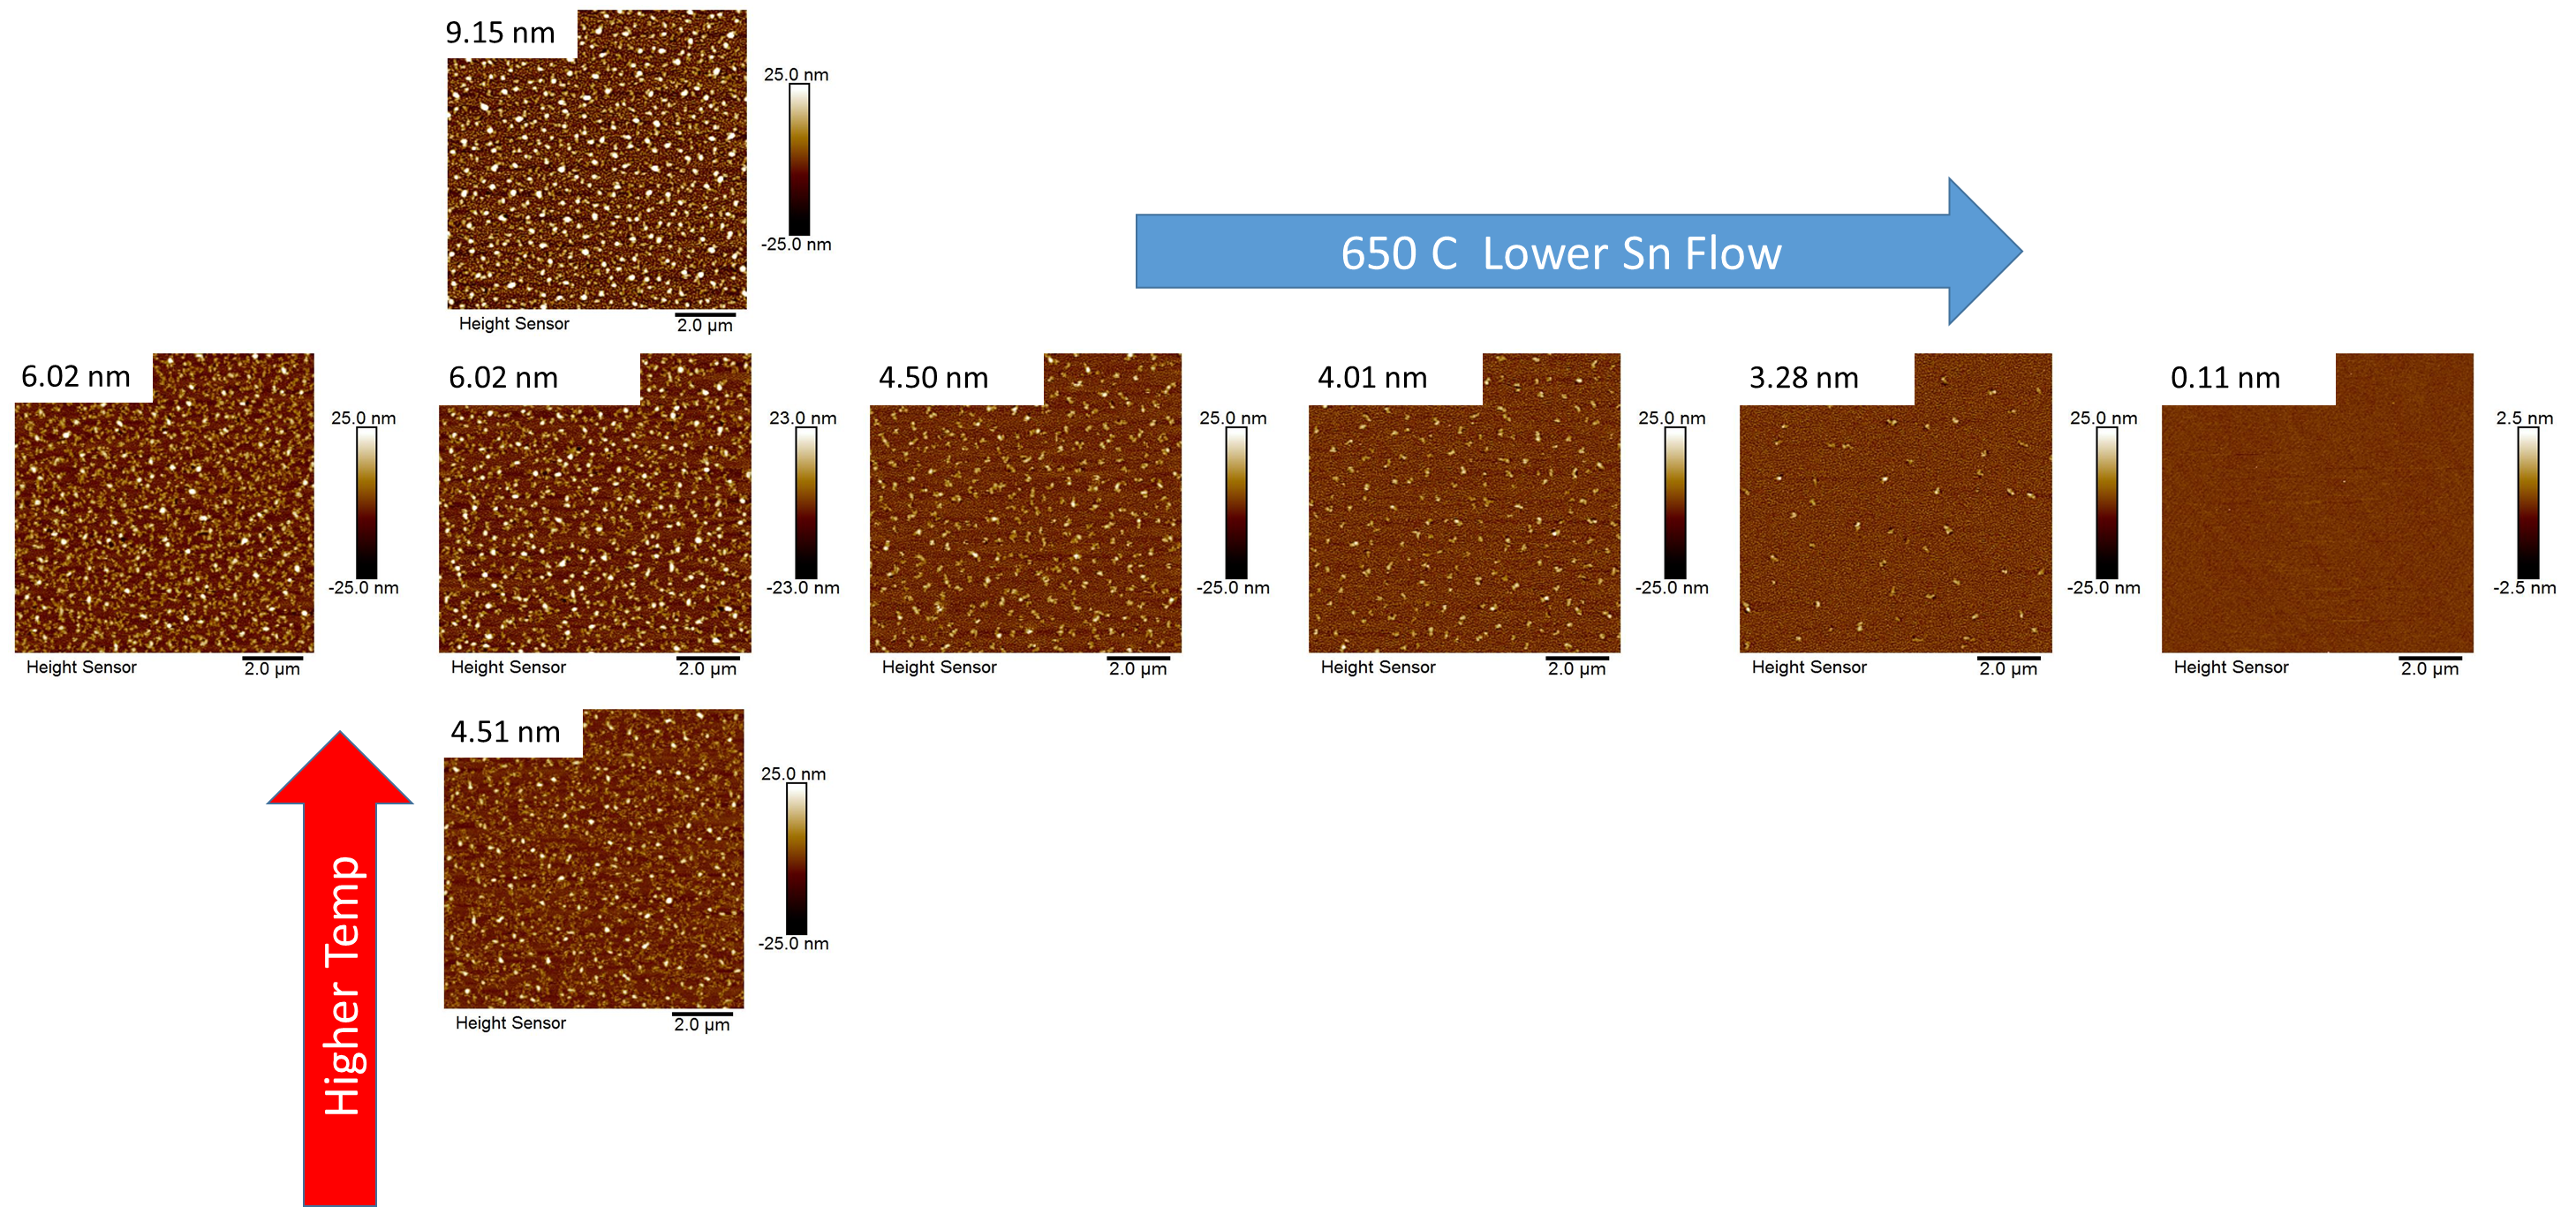 9.15 nm
25.0 nm
-25.0 nm
Height Sensor
2.0 µm
650 C  Lower Sn Flow
6.02 nm
25.0 nm
-25.0 nm
Height Sensor
2.0 µm
6.02 nm
23.0 nm
-23.0 nm
Height Sensor
2.0 µm
4.50 nm
25.0 nm
-25.0 nm
Height Sensor
2.0 µm
4.01 nm
25.0 nm
-25.0 nm
Height Sensor
2.0 µm
3.28 nm
25.0 nm
-25.0 nm
Height Sensor
2.0 µm
0.11 nm
2.5 nm
-2.5 nm
Height Sensor
2.0 µm
Higher Temp
4.51 nm
25.0 nm
-25.0 nm
Height Sensor
2.0 µm